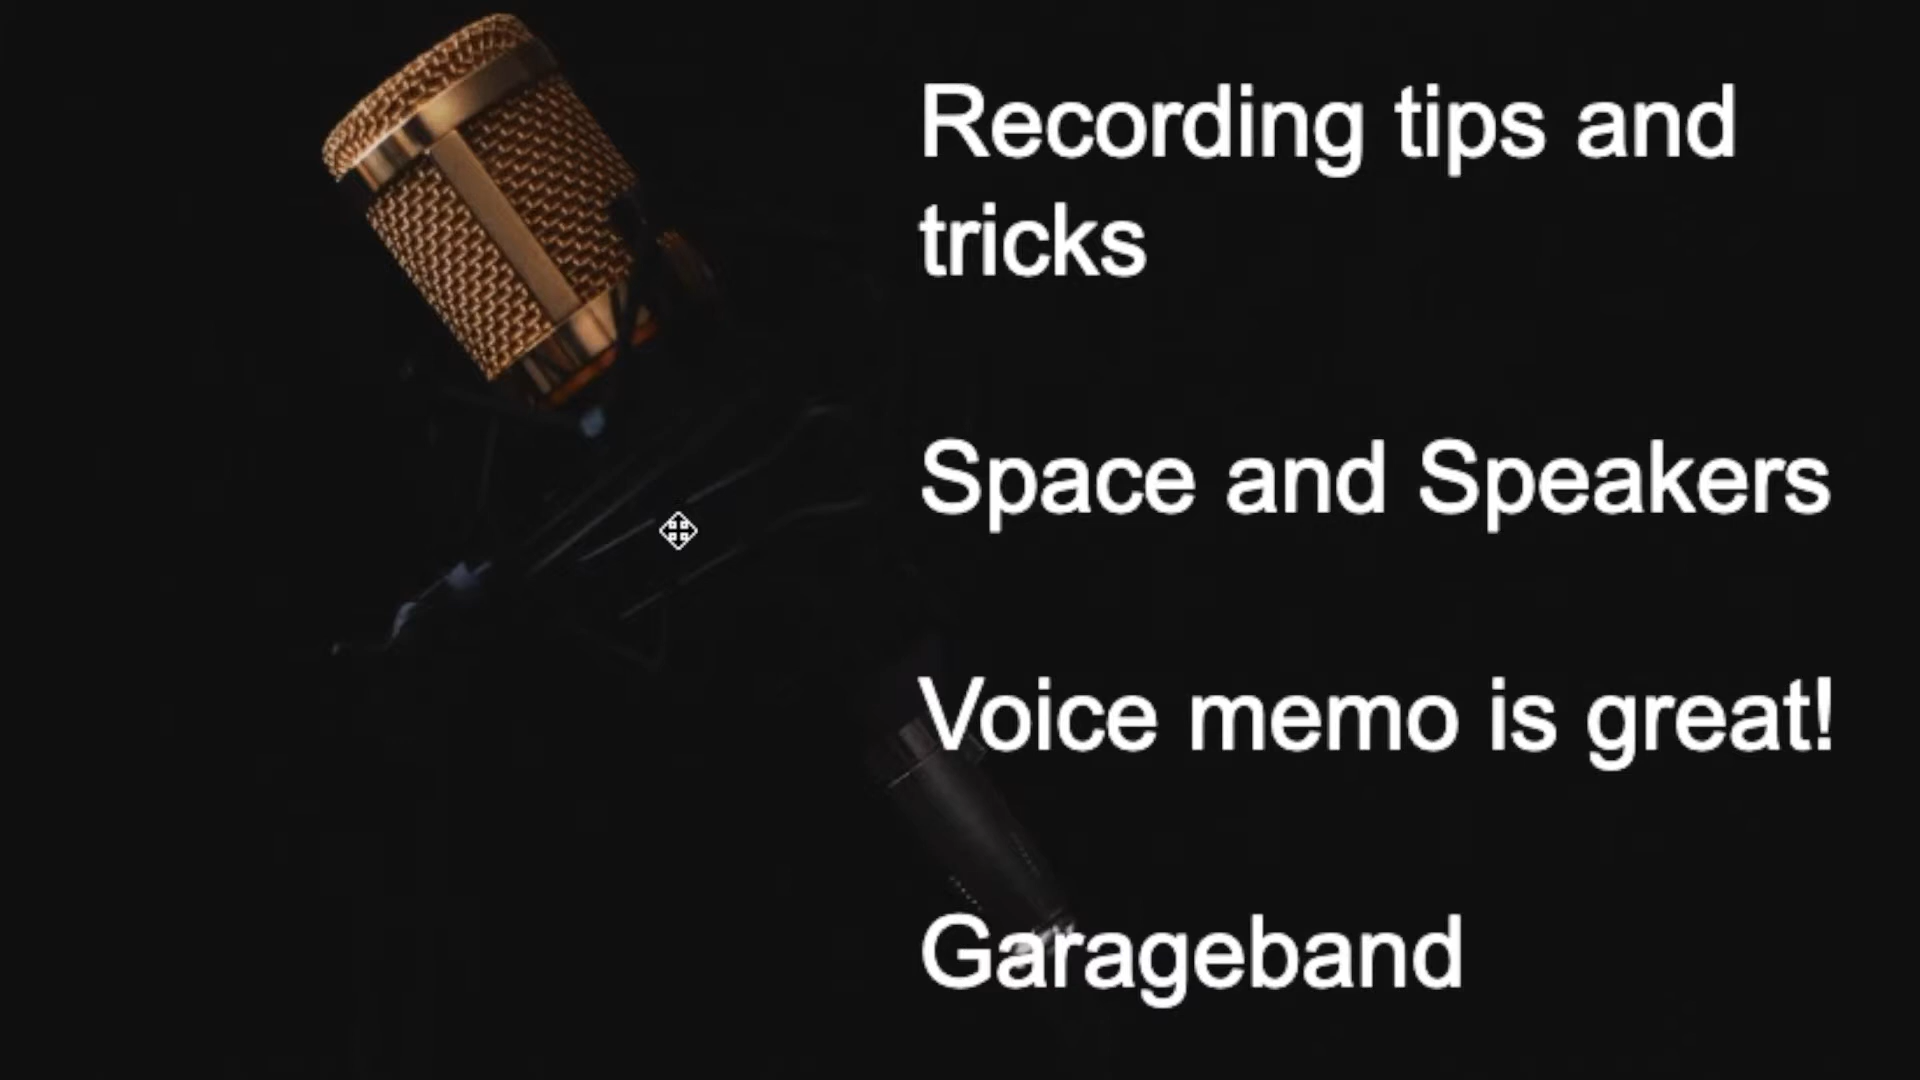 Recording tips and
tricks
Space and Speakers
Voice memo is great!
Garageband